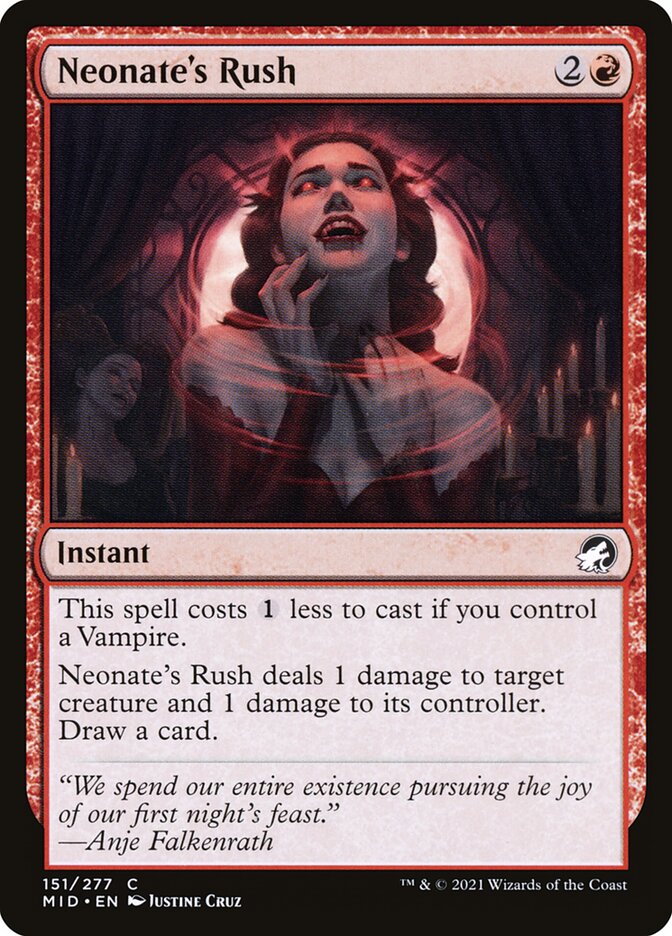 Neonate's Rush 2
Instant
This spell costs 1 less to cast if you control
a Vampire.
Neonate's Rush deals 1 damage to target
creature and 1 damage to its controller.
Draw a card.
“We spend our entire existence pursuing the joy
of our first night's feast.”
—Anje Falkenrath
151/277 C
MID • EN Justine Cruz
™ & © 2021 Wizards of the Coast